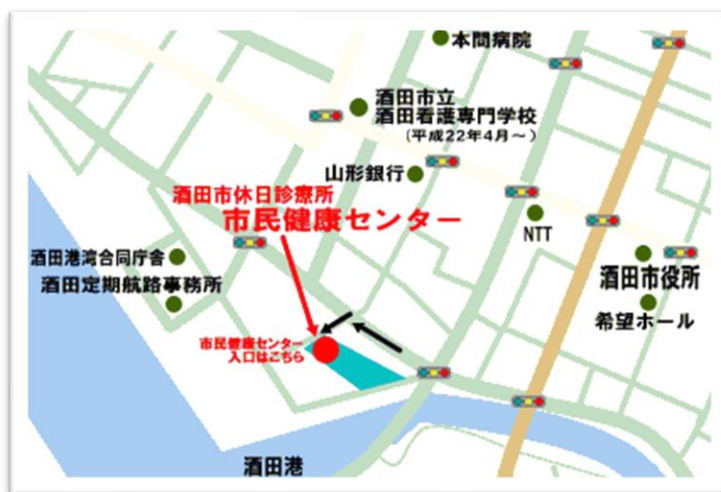 本間病院
酒田市立
酒田看護専門学校
(平成22年4月～)
山形銀行
酒田市休日診療所
市民健康センター
NTT
酒田港湾合同庁舎
酒田定期航路事務所
酒田市役所
希望ホール
市民健康センター
入口はこちら
酒田港